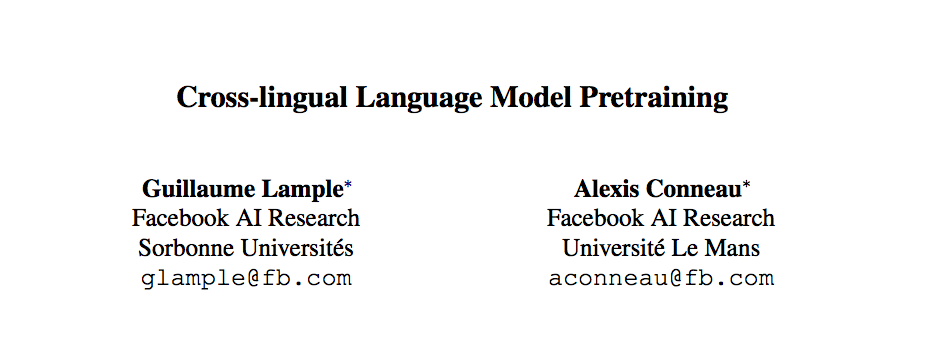 Cross-lingual Language Model Pretraining
Guillaume Lample*
Facebook AI Research
Sorbonne Universités
glample@fb.com
Alexis Conneau*
Facebook AI Research
Université Le Mans
aconneau@fb.com